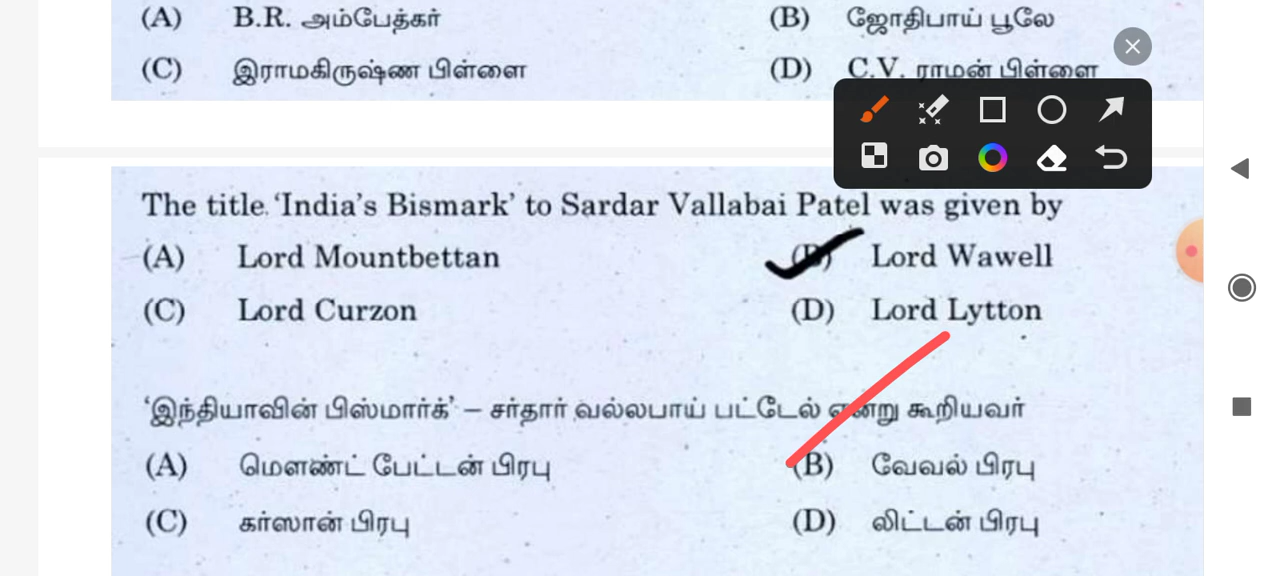 (A) B.R. அம்பேத்கர் (B) ஜோதிபாய் பூலே
(C) இராமகிருஷ்ண பிள்ளை (D) C.V. ராமன் பிள்ளை
The title 'India's Bismark' to Sardar Vallabai Patel was given by
(A) Lord Mountbettan (B) Lord Wawell
(C) Lord Curzon (D) Lord Lytton
'இந்தியாவின் பிஸ்மார்க்' – சர்தார் வல்லபாய் பட்டேல் என்று கூறியவர்
(A) மௌண்ட் பேட்டன் பிரபு (B) வேவல் பிரபு
(C) கர்ஸான் பிரபு (D) லிட்டன் பிரபு